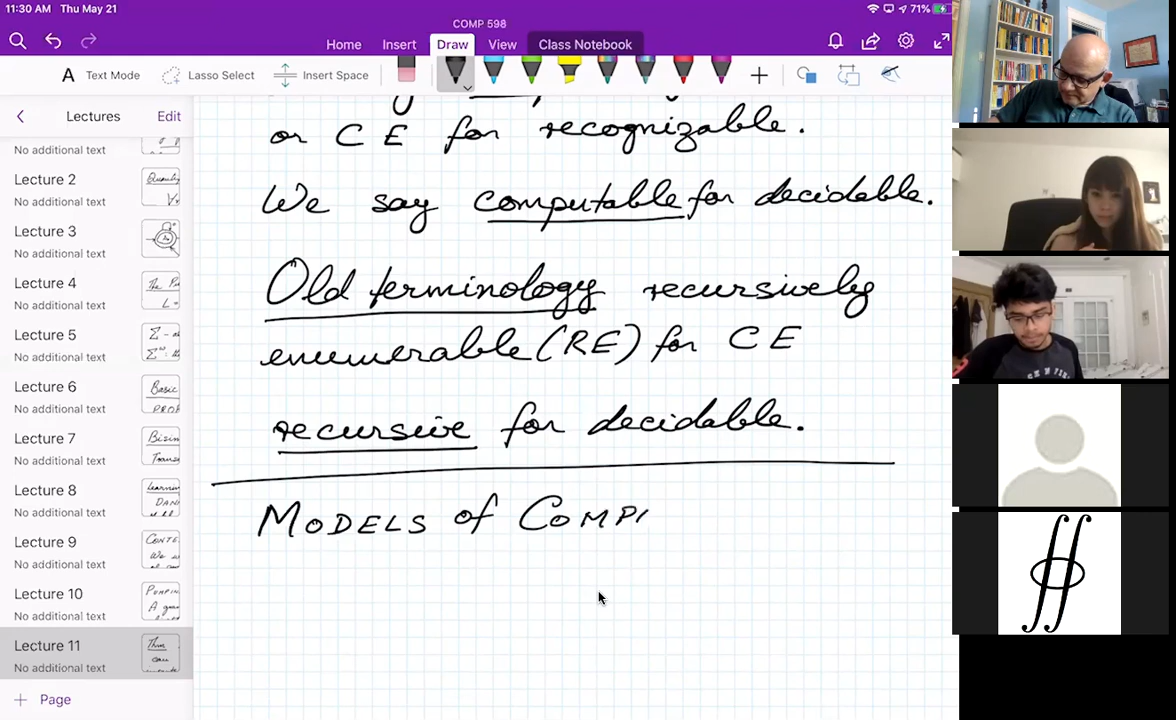 11:30 AM Thu May 21
71%
COMP 598
Home Insert Draw View Class Notebook
A Text Mode Lasso Select Insert Space
Lectures Edit
No additional text
Lecture 2
No additional text
Lecture 3
No additional text
Lecture 4
No additional text
Lecture 5
No additional text
Lecture 6
No additional text
Lecture 7
No additional text
Lecture 8
No additional text
Lecture 9
No additional text
Lecture 10
No additional text
Lecture 11
No additional text
+ Page
or CE for recognizable.
We say computable for decidable.
Old terminology recursively
enumerable (RE) for CE
recursive for decidable.
MODELS of COMP